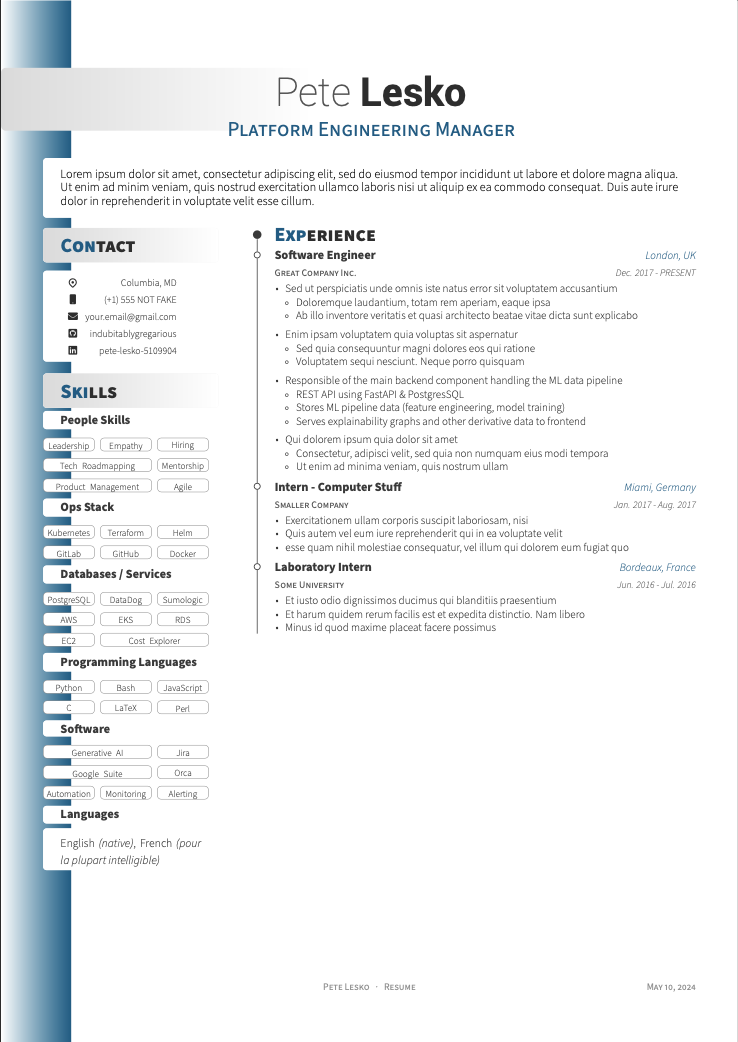 Pete Lesko
Platform Engineering Manager
Lorem ipsum dolor sit amet, consectetur adipiscing elit, sed do eiusmod tempor incididunt ut labore et dolore magna aliqua.
Ut enim ad minim veniam, quis nostrud exercitation ullamco laboris nisi ut aliquip ex ea commodo consequat. Duis aute irure
dolor in reprehenderit in voluptate velit esse cillum.
Contact
Columbia, MD
(+1) 555 NOT FAKE
your.email@gmail.com
indubitablygregarious
pete-lesko-5109904
Skills
People Skills
Leadership Empathy Hiring
Tech Roadmapping Mentorship
Product Management Agile
Ops Stack
Kubernetes Terraform Helm
GitLab GitHub Docker
Databases / Services
PostgreSQL DataDog Sumologic
AWS EKS RDS
EC2 Cost Explorer
Programming Languages
Python Bash JavaScript
C LaTeX Perl
Software
Generative AI Jira
Google Suite Orca
Automation Monitoring Alerting
Languages
English (native), French (pour
la plupart intelligible)
Experience
Software Engineer London, UK
Great Company Inc. Dec. 2017 - PRESENT
• Sed ut perspiciatis unde omnis iste natus error sit voluptatem accusantium
◦ Doloremque laudantium, totam rem aperiam, eaque ipsa
◦ Ab illo inventore veritatis et quasi architecto beatae vitae dicta sunt explicabo
• Enim ipsam voluptatem quia voluptas sit aspernatur
◦ Sed quia consequuntur magni dolores eos qui ratione
◦ Voluptatem sequi nesciunt. Neque porro quisquam
• Responsible of the main backend component handling the ML data pipeline
◦ REST API using FastAPI & PostgresSQL
◦ Stores ML pipeline data (feature engineering, model training)
◦ Serves explainability graphs and other derivative data to frontend
• Qui dolorem ipsum quia dolor sit amet
◦ Consectetur, adipisci velit, sed quia non numquam eius modi tempora
◦ Ut enim ad minima veniam, quis nostrum ullam
Intern - Computer Stuff Miami, Germany
Smaller Company Jan. 2017 - Aug. 2017
• Exercitationem ullam corporis suscipit laboriosam, nisi
• Quis autem vel eum iure reprehenderit qui in ea voluptate velit
• esse quam nihil molestiae consequatur, vel illum qui dolorem eum fugiat quo
Laboratory Intern Bordeaux, France
Some University Jun. 2016 - Jul. 2016
• Et iusto odio dignissimos ducimus qui blanditiis praesentium
• Et harum quidem rerum facilis est et expedita distinctio. Nam libero
• Minus id quod maxime placeat facere possimus
Pete Lesko · Resume May 10, 2024